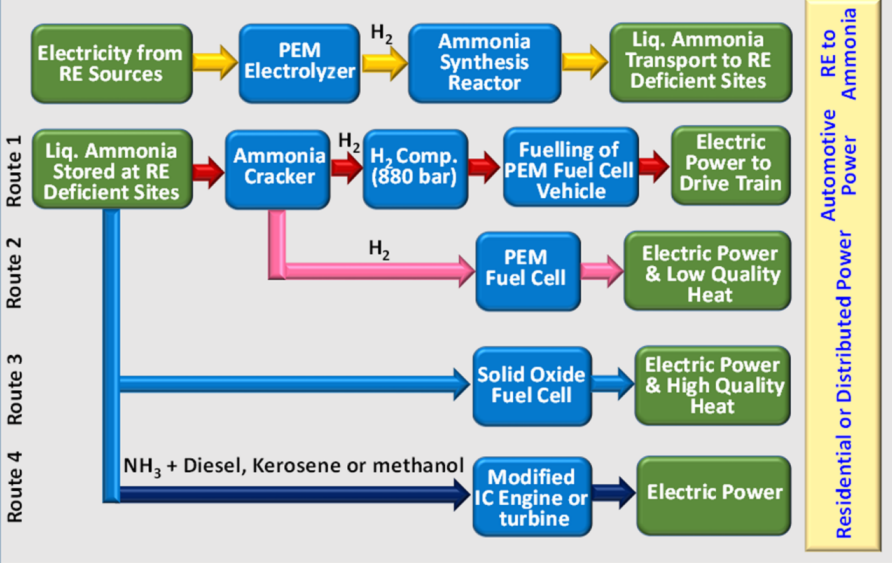 Electricity from
RE Sources
PEM
Electrolyzer
H₂
Ammonia
Synthesis
Reactor
Liq. Ammonia
Transport to RE
Deficient Sites
RE to
Ammonia
Route 1
Liq. Ammonia
Stored at RE
Deficient Sites
Ammonia
Cracker
H₂
H₂ Comp.
(880 bar)
Fuelling of
PEM Fuel Cell
Vehicle
Electric
Power to
Drive Train
Automotive
Power
Route 2
H₂
PEM
Fuel Cell
Electric Power
& Low Quality
Heat
Route 3
Solid Oxide
Fuel Cell
Electric Power
& High Quality
Heat
Route 4
NH₃ + Diesel, Kerosene or methanol
Modified
IC Engine or
turbine
Electric Power
Residential or Distributed Power